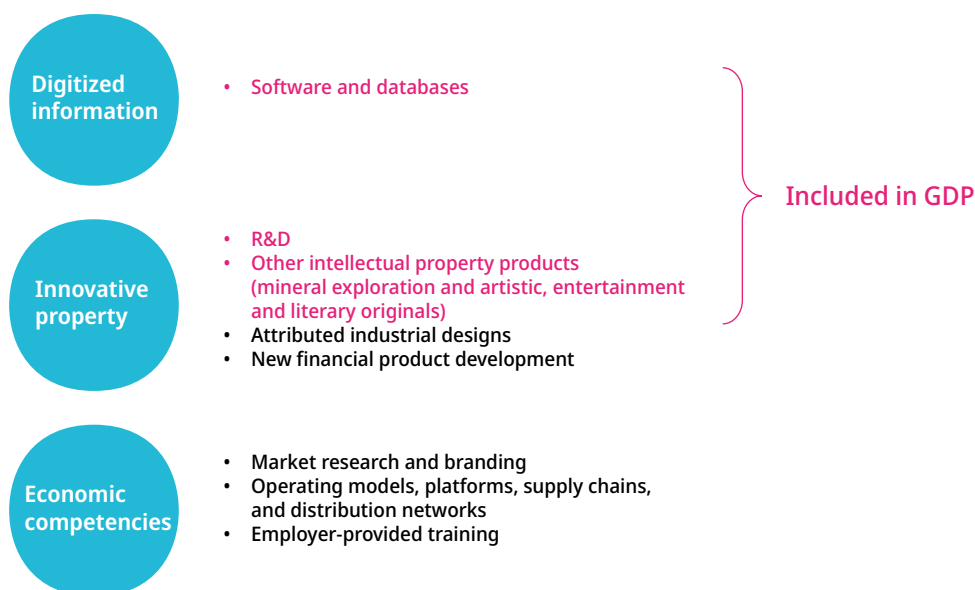 Digitized
information
• Software and databases
Included in GDP
Innovative
property
• R&D
• Other intellectual property products
(mineral exploration and artistic, entertainment
and literary originals)
• Attributed industrial designs
• New financial product development
Economic
competencies
• Market research and branding
• Operating models, platforms, supply chains,
and distribution networks
• Employer-provided training